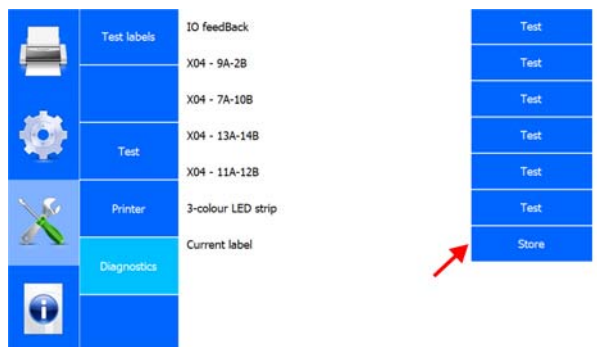 Test labels
Test
Printer
Diagnostics
IO feedBack Test
X04 - 9A-2B Test
X04 - 7A-10B Test
X04 - 13A-14B Test
X04 - 11A-12B Test
3-colour LED strip Test
Current label Store